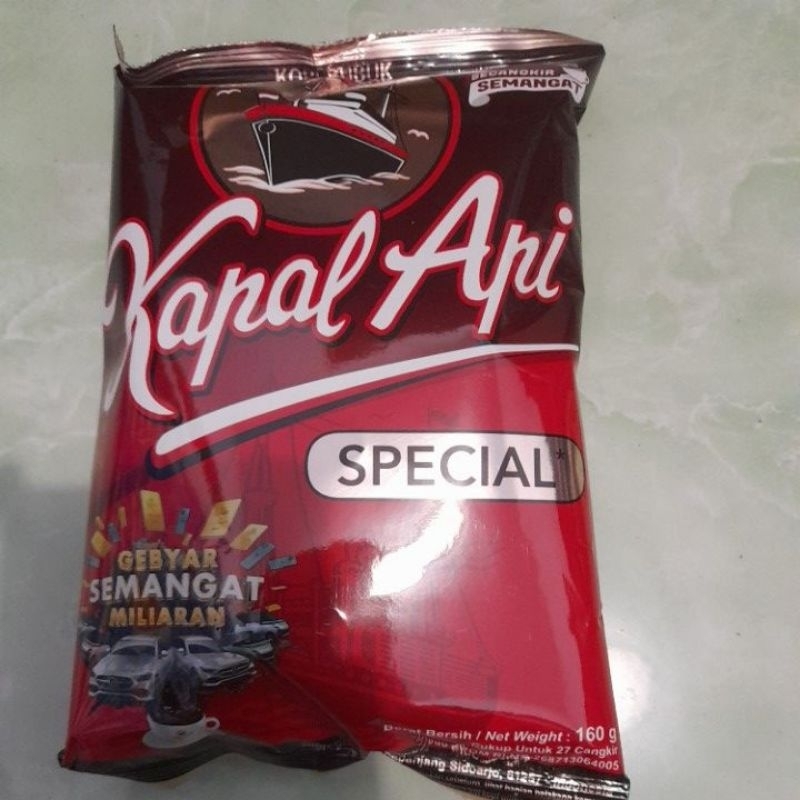 KOPI BUBUK
SECANGKIR
SEMANGAT
Kapal Api
SPECIAL*
GEBYAR
SEMANGAT
MILIARAN
Berat Bersih / Net Weight : 160 g
Cukup Untuk 27 Cangkir
Sidoarjo, 61257